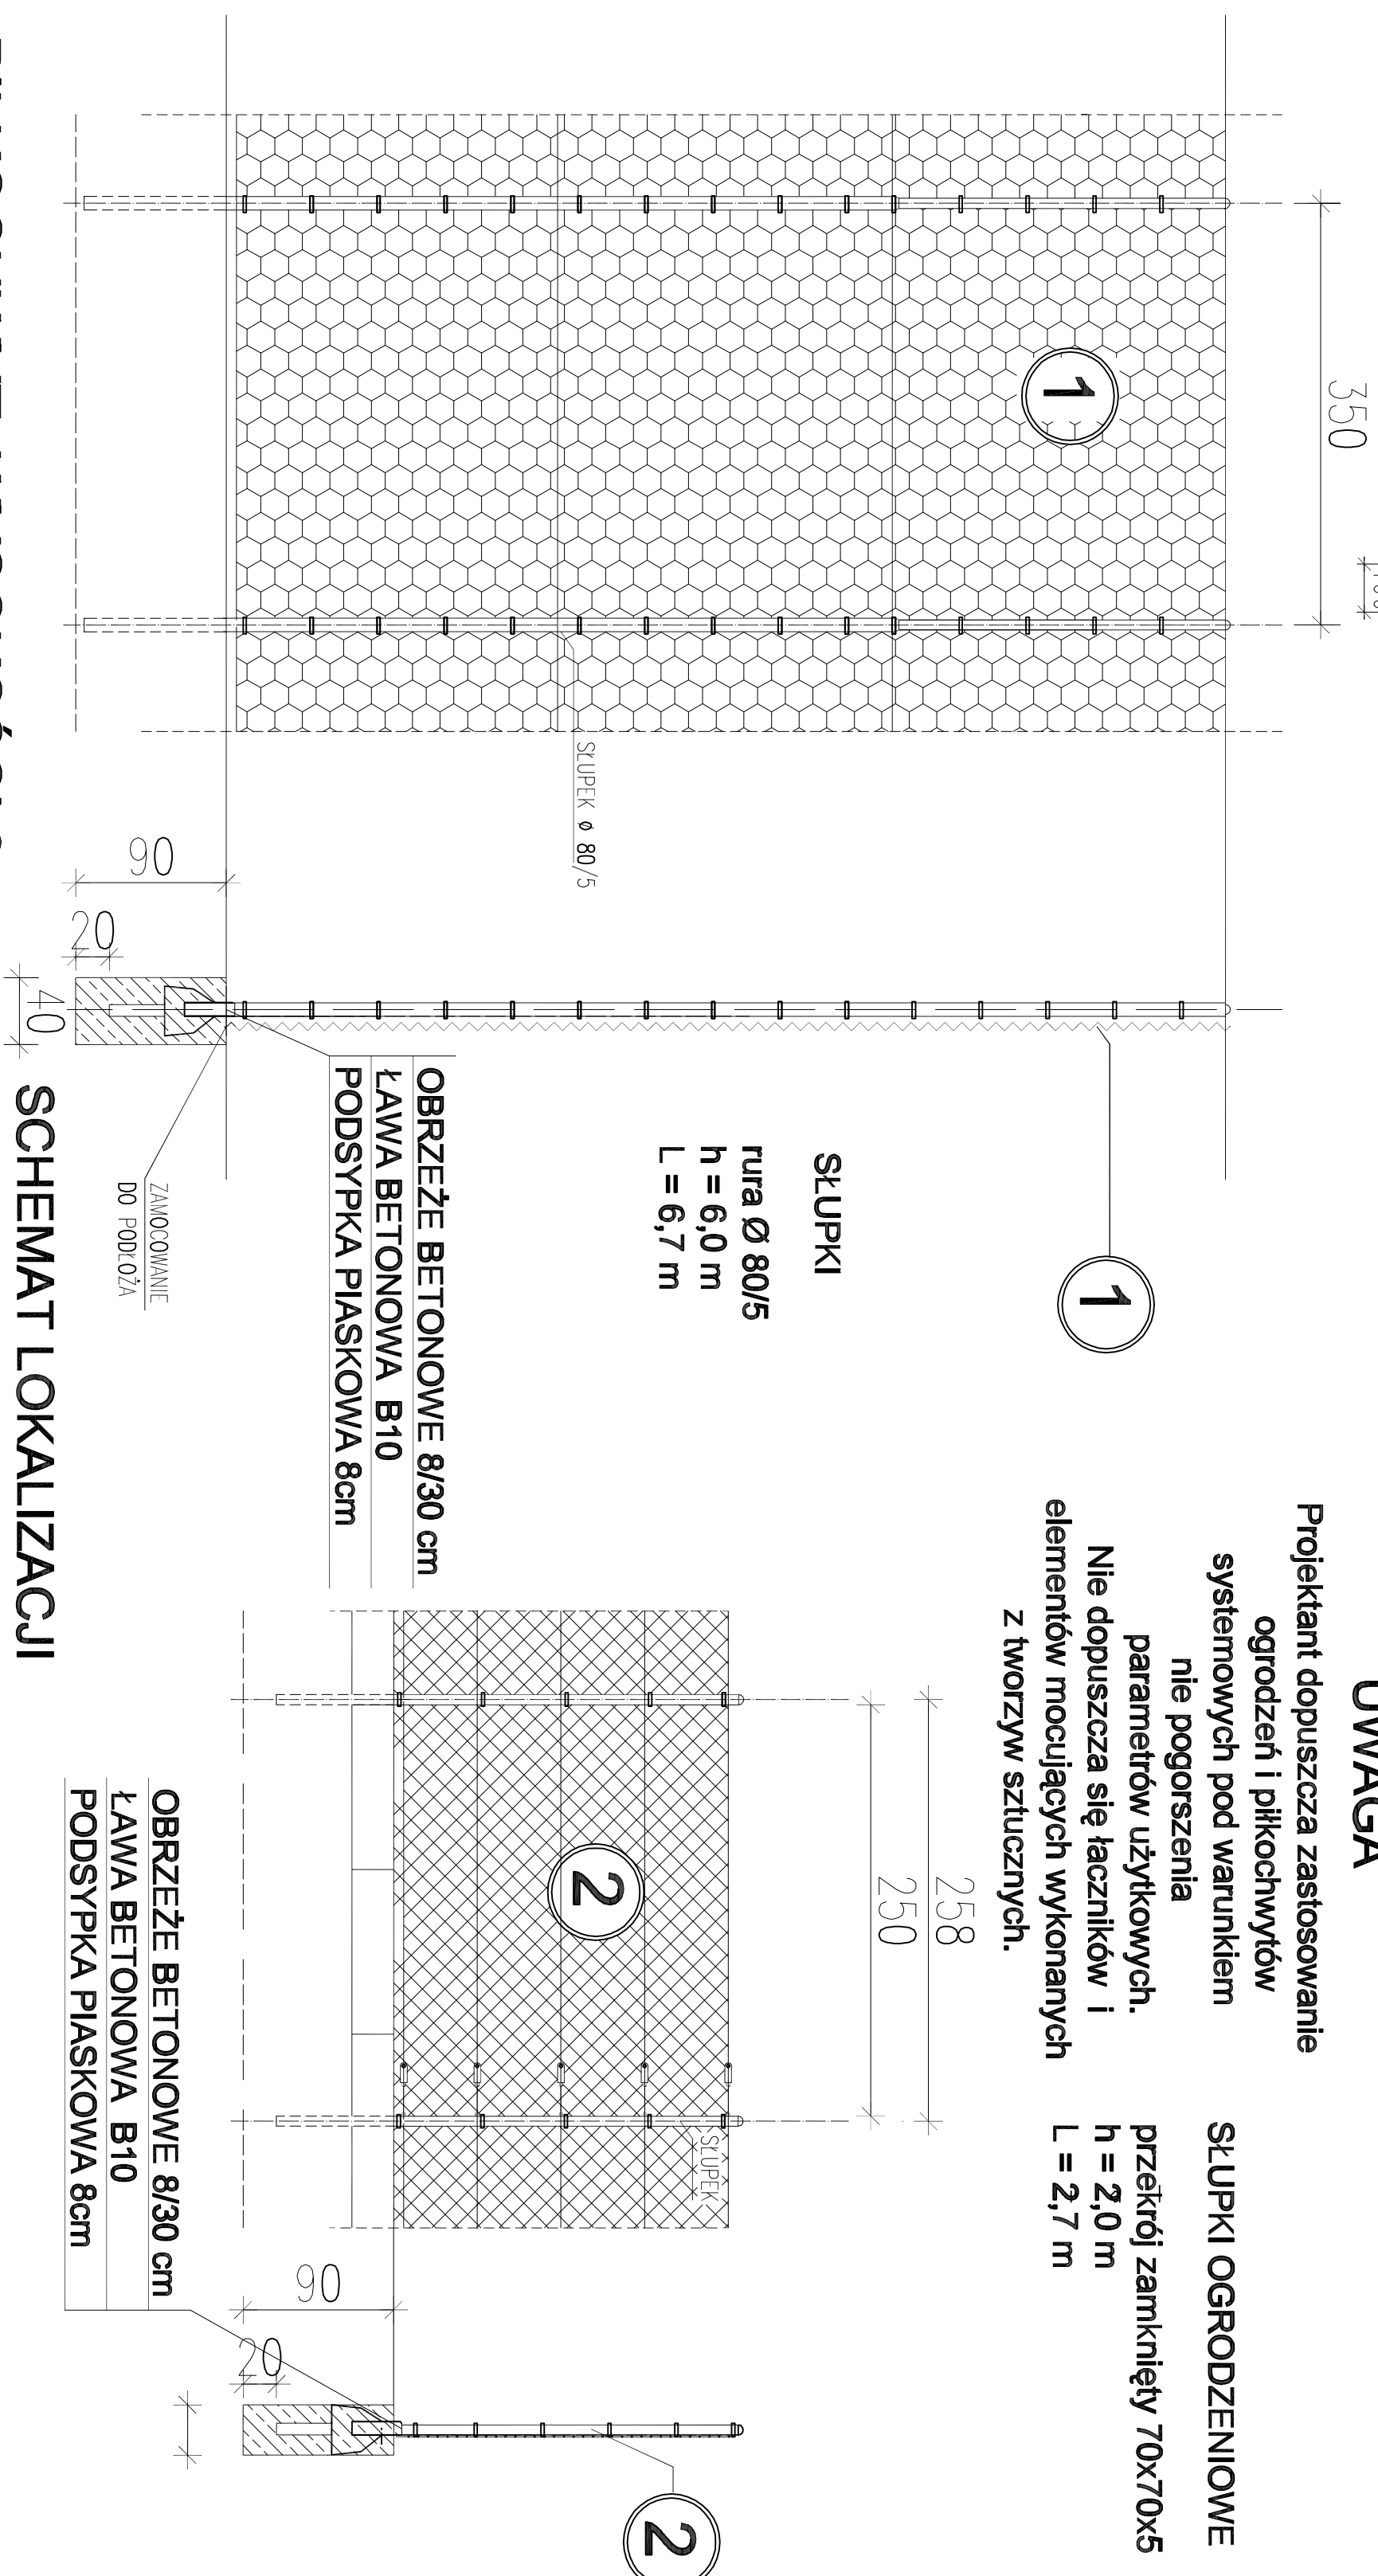 350
1
SŁUPEK ø 80/5
90
20
40
1
SŁUPKI
rura Ø 80/5
h = 6,0 m
L = 6,7 m
OBRZEŻE BETONOWE 8/30 cm
ŁAWA BETONOWA B10
PODSYPKA PIASKOWA 8cm
ZAMOCOWANIE
DO PODŁOŻA
SCHEMAT LOKALIZACJI
UWAGA
Projektant dopuszcza zastosowanie
ogrodzeń i piłkochwytów
systemowych pod warunkiem
nie pogorszenia
parametrów użytkowych.
Nie dopuszcza się łaczników i
elementów mocujących wykonanych
z tworzyw sztucznych.
258
250
2
SŁUPEK
SŁUPKI OGRODZENIOWE
przekrój zamknięty 70x70x5
h = 2,0 m
L = 2,7 m
90
20
2
OBRZEŻE BETONOWE 8/30 cm
ŁAWA BETONOWA B10
PODSYPKA PIASKOWA 8cm